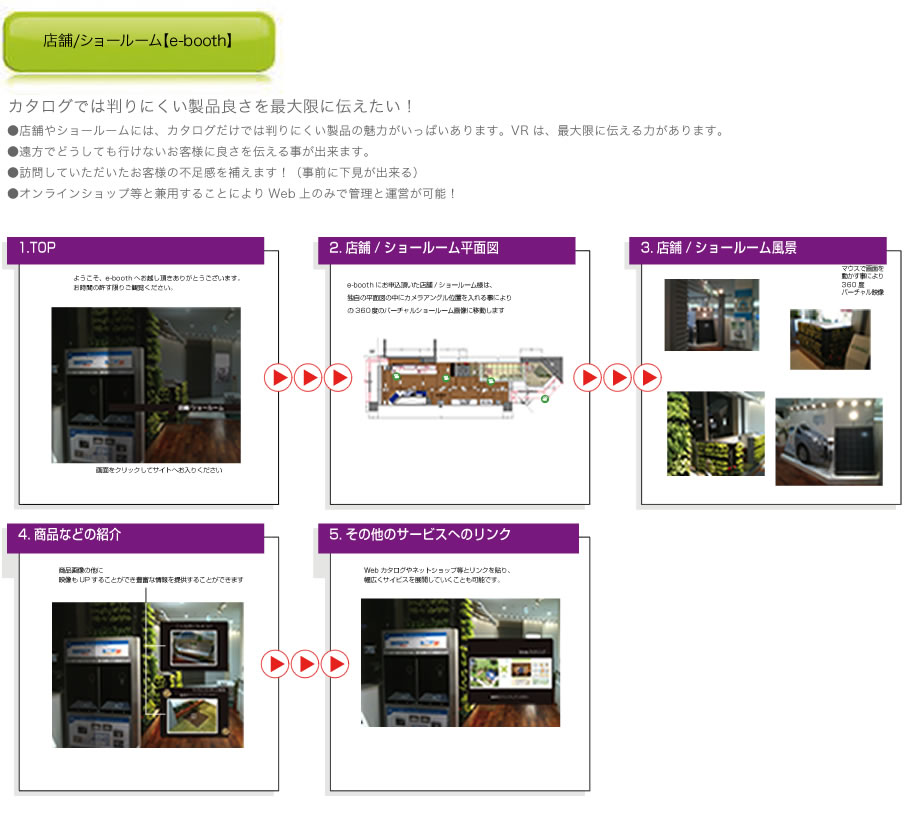 店舗/ショールーム【e-booth】
カタログでは判りにくい製品良さを最大限に伝えたい！
●店舗やショールームには、カタログだけでは判りにくい製品の魅力がいっぱいあります。VR は、最大限に伝える力があります。
●遠方でどうしても行けないお客様に良さを伝える事が出来ます。
●訪問していただいたお客様の不足感を補えます！（事前に下見が出来る）
●オンラインショップ等と兼用することにより Web 上のみで管理と運営が可能！
1.TOP
ようこそ、e-booth へお越し頂きありがとうございます。
お時間の許す限りご観覧ください。
店舗/ショールーム
画面をクリックしてサイトへお入りください
2. 店舗 / ショールーム平面図
e-booth にお申込頂いた店舗 / ショールーム様は、
独自の平面図の中にカメラアングル位置を入れる事により
の 360 度のバーチャルショールーム画像に移動します
3. 店舗 / ショールーム風景
マウスで画面を
動かす事により
360 度
バーチャル映像
4. 商品などの紹介
商品画像の他に
映像も UP することができ豊富な情報を提供することができます
5. その他のサービスへのリンク
Web カタログやネットショップ等とリンクを貼り、
幅広くサイビスを展開していくことも可能です。